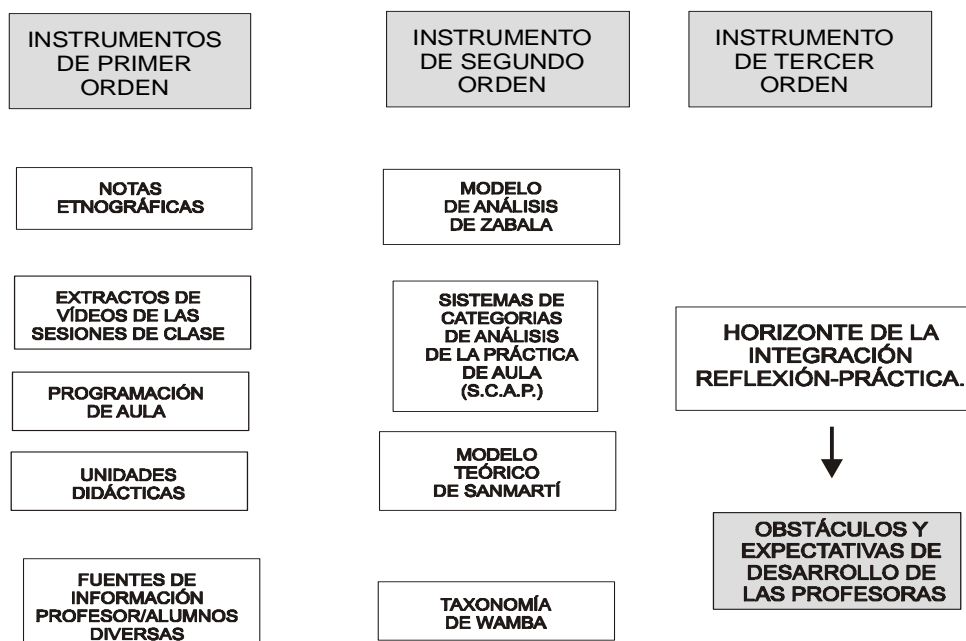 INSTRUMENTOS
DE PRIMER
ORDEN
INSTRUMENTO
DE SEGUNDO
ORDEN
INSTRUMENTO
DE TERCER
ORDEN
NOTAS
ETNOGRÁFICAS
EXTRACTOS DE
VÍDEOS DE LAS
SESIONES DE CLASE
PROGRAMACIÓN
DE AULA
UNIDADES
DIDÁCTICAS
FUENTES DE
INFORMACIÓN
PROFESOR/ALUMNOS
DIVERSAS
MODELO
DE ANÁLISIS
DE ZABALA
SISTEMAS DE
CATEGORIAS
DE ANÁLISIS
DE LA PRÁCTICA
DE AULA
(S.C.A.P.)
MODELO
TEÓRICO
DE SANMARTÍ
TAXONOMÍA
DE WAMBA
HORIZONTE DE LA
INTEGRACIÓN
REFLEXIÓN-PRÁCTICA.
OBSTÁCULOS Y
EXPECTATIVAS DE
DESARROLLO DE
LAS PROFESORAS